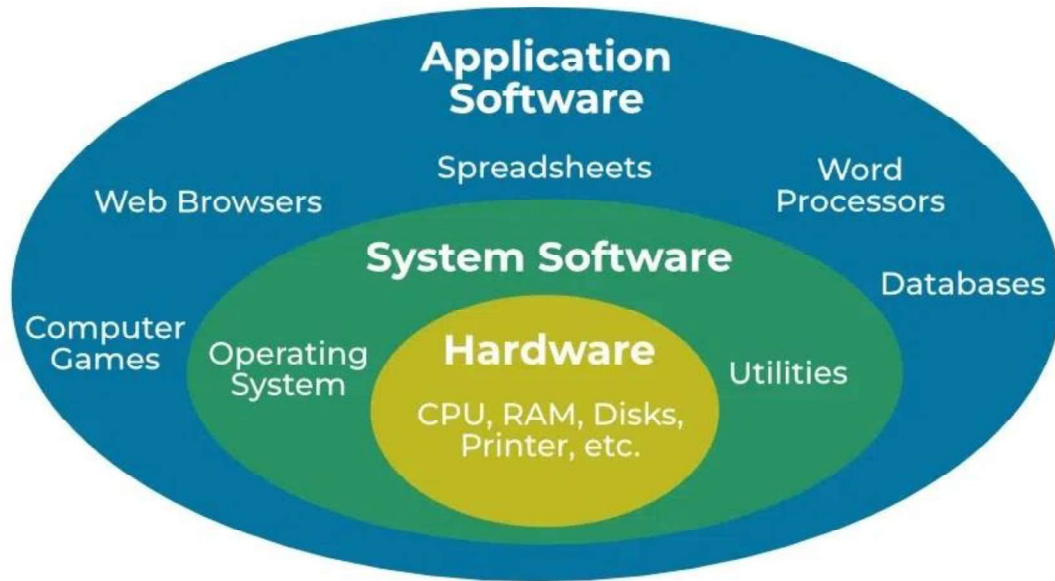 Application
Software
Spreadsheets
Word
Processors
Web Browsers
System Software
Databases
Computer
Games
Operating
System
Hardware
Utilities
CPU, RAM, Disks,
Printer, etc.